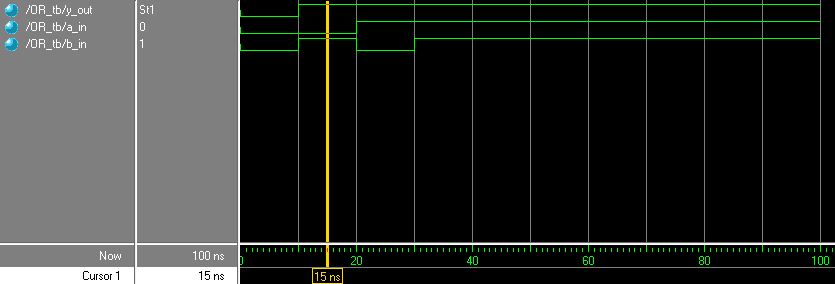 /OR_tb/y_out St1
/OR_tb/a_in 0
/OR_tb/b_in 1
Now 100 ns
0 20 40 60 80 100
Cursor 1 15 ns
15 ns